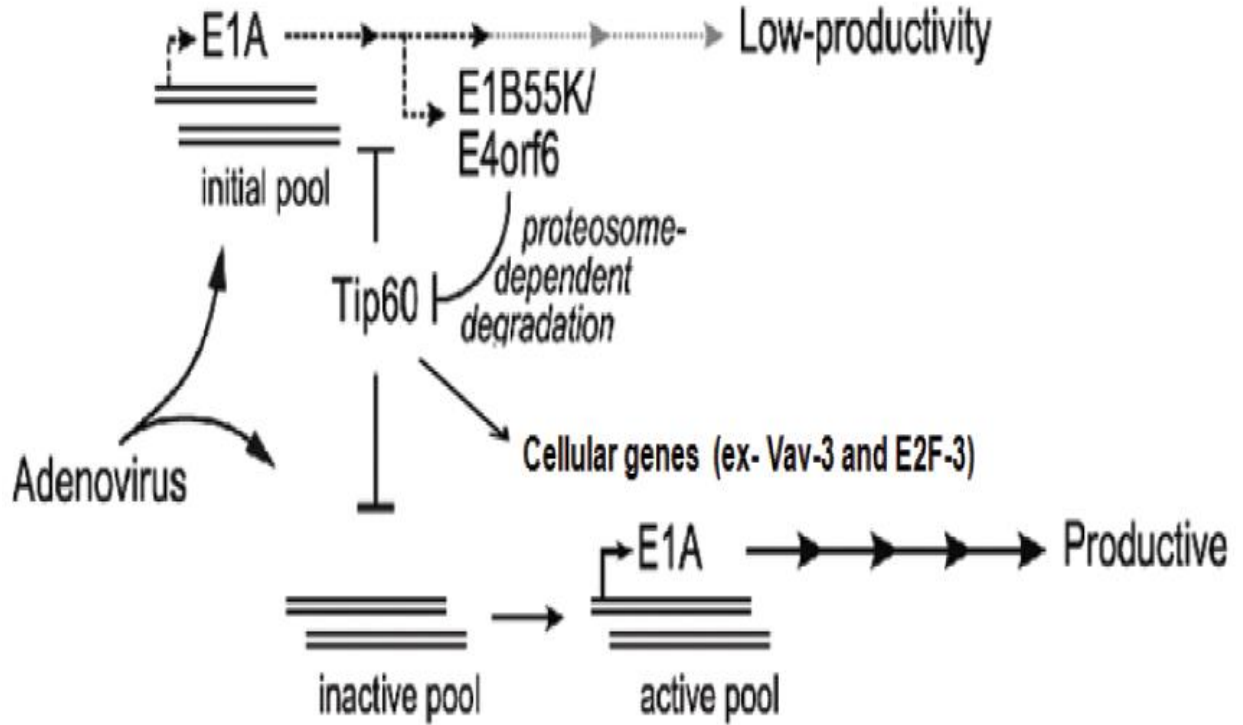 E1A
Low-productivity
E1B55K/
E4orf6
initial pool
proteosome-
dependent
degradation
Tip60
Cellular genes (ex- Vav-3 and E2F-3)
Adenovirus
E1A
Productive
inactive pool
active pool